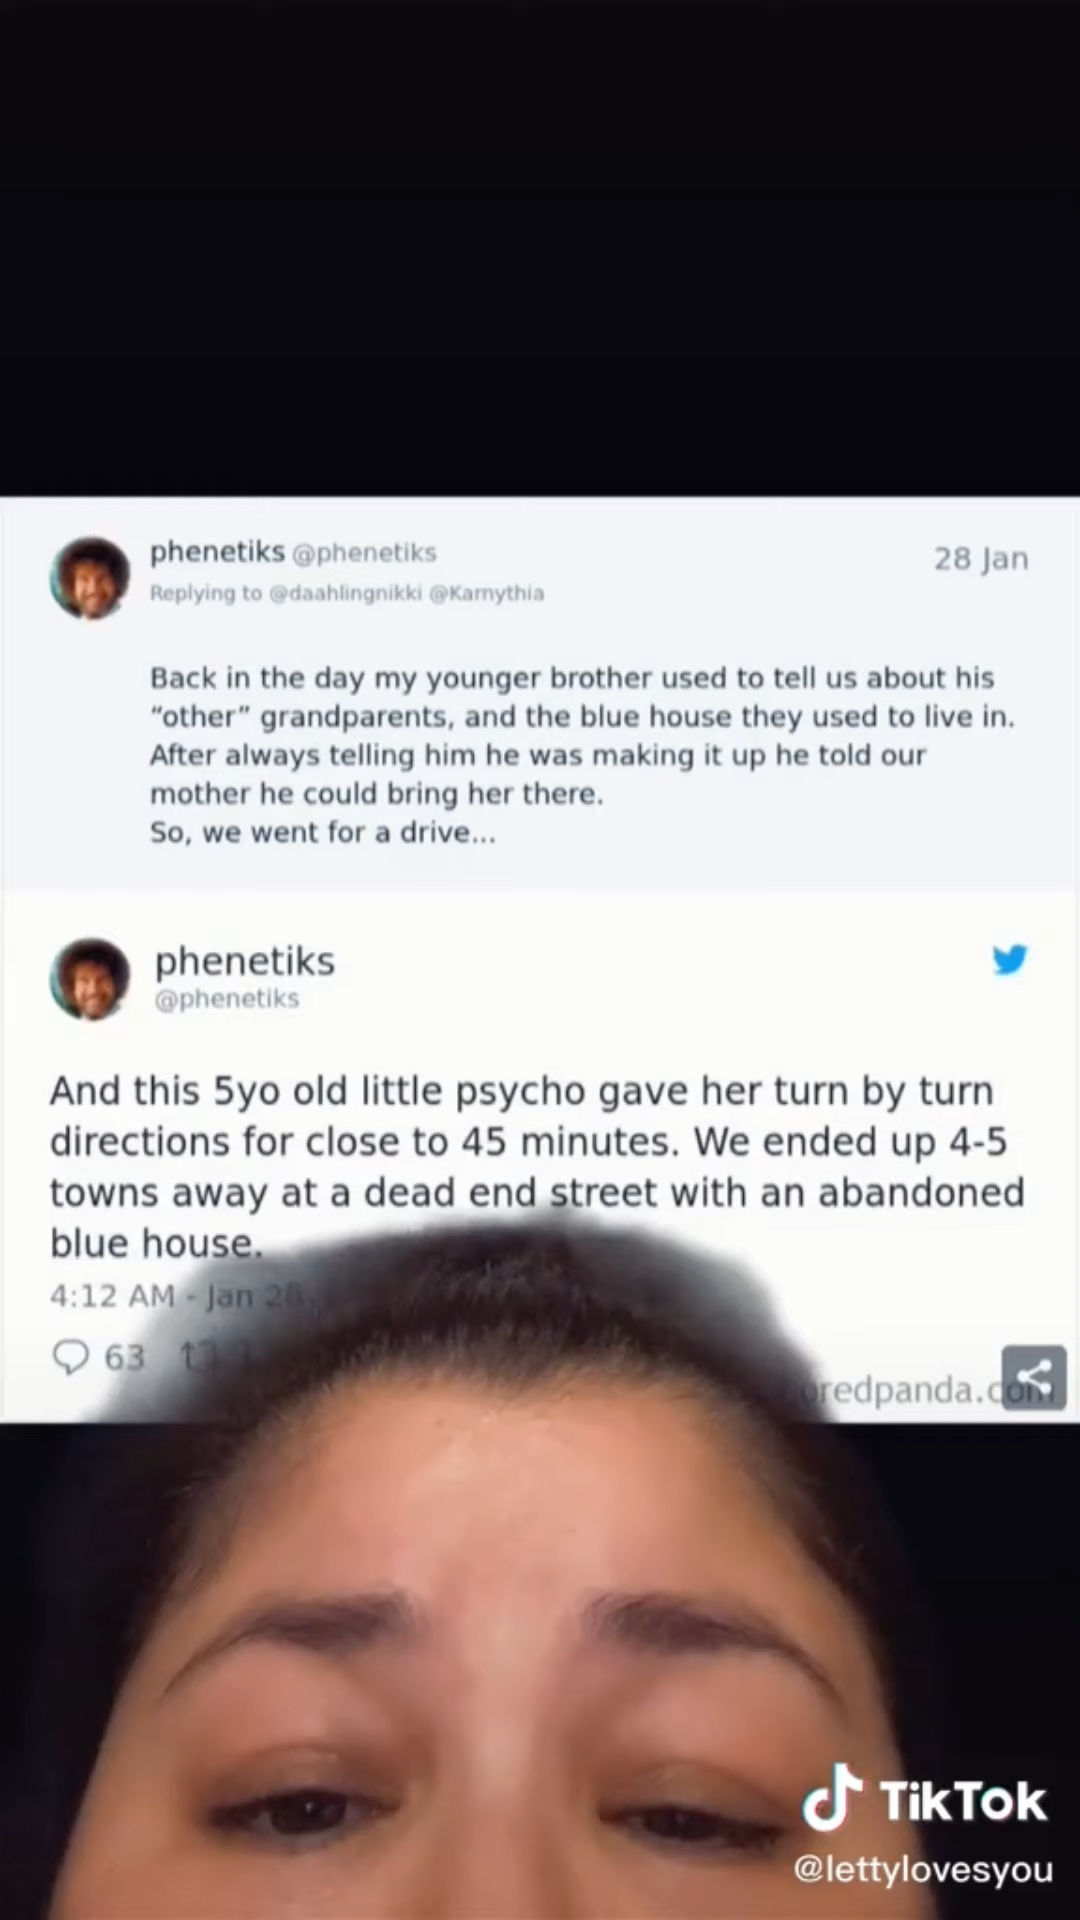 phenetiks @phenetiks
28 Jan
Replying to @daahlingnikki @Karnythia
Back in the day my younger brother used to tell us about his
“other” grandparents, and the blue house they used to live in.
After always telling him he was making it up he told our
mother he could bring her there.
So, we went for a drive...
phenetiks
@phenetiks
And this 5yo old little psycho gave her turn by turn
directions for close to 45 minutes. We ended up 4-5
towns away at a dead end street with an abandoned
blue house.
4:12 AM - Jan 28
63
oredpanda.com
TikTok
@lettylovesyou